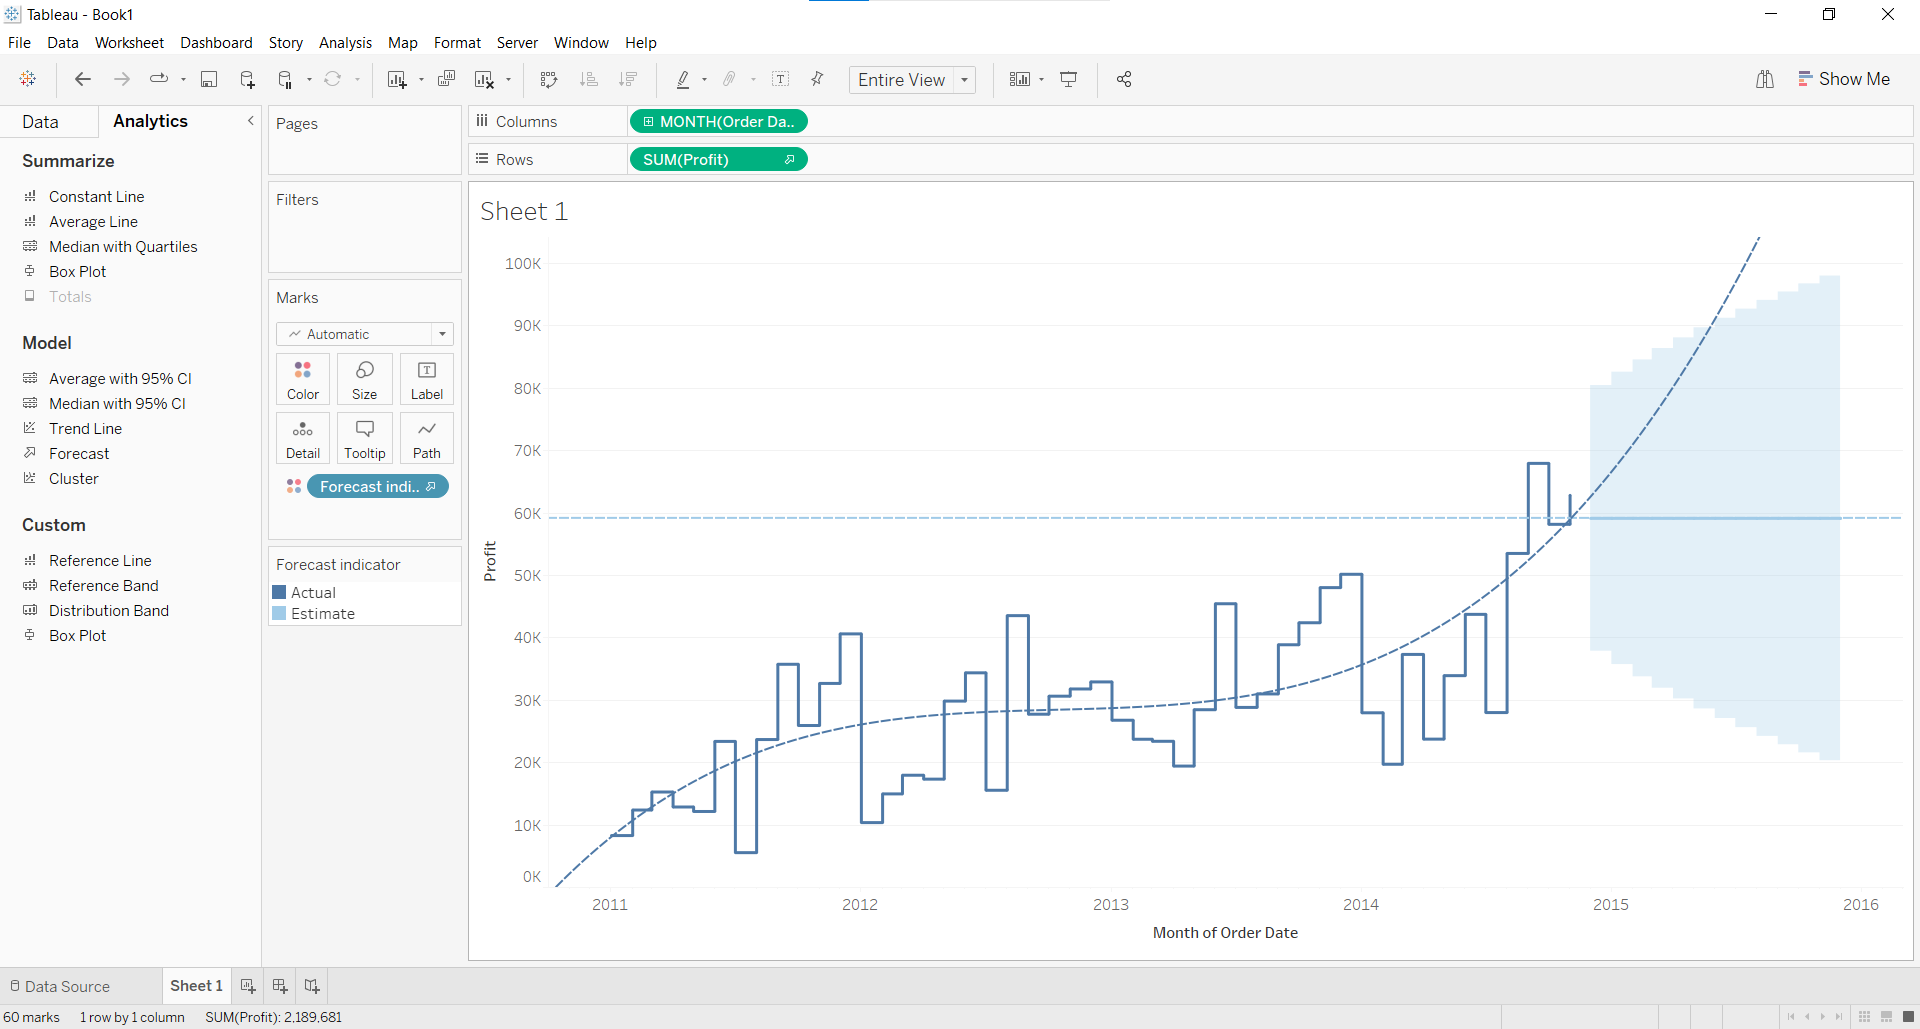 Tableau - Book1
File Data Worksheet Dashboard Story Analysis Map Format Server Window Help
Entire View
Show Me
Data Analytics
Summarize
Constant Line
Average Line
Median with Quartiles
Box Plot
Totals
Model
Average with 95% CI
Median with 95% CI
Trend Line
Forecast
Cluster
Custom
Reference Line
Reference Band
Distribution Band
Box Plot
Pages
Filters
Marks
Automatic
Color Size Label
Detail Tooltip Path
Forecast indi..
Forecast indicator
Actual
Estimate
Columns MONTH(Order Da..
Rows SUM(Profit)
Sheet 1
100K
90K
80K
70K
60K
50K
40K
30K
20K
10K
0K
Profit
2011 2012 2013 2014 2015 2016
Month of Order Date
Data Source Sheet 1
60 marks 1 row by 1 column SUM(Profit): 2,189,681